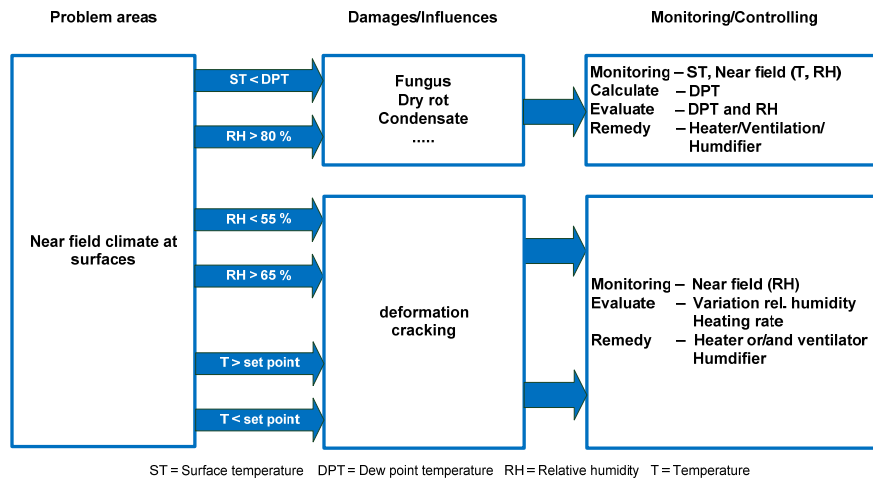 Problem areas
Damages/Influences
Monitoring/Controlling
Near field climate at
surfaces
ST < DPT
RH > 80 %
RH < 55 %
RH > 65 %
T > set point
T < set point
Fungus
Dry rot
Condensate
.....
deformation
cracking
Monitoring – ST, Near field (T, RH)
Calculate – DPT
Evaluate – DPT and RH
Remedy – Heater/Ventilation/
Humdifier
Monitoring – Near field (RH)
Evaluate – Variation rel. humidity
Heating rate
Remedy – Heater or/and ventilator
Humdifier
ST = Surface temperature DPT = Dew point temperature RH = Relative humidity T = Temperature